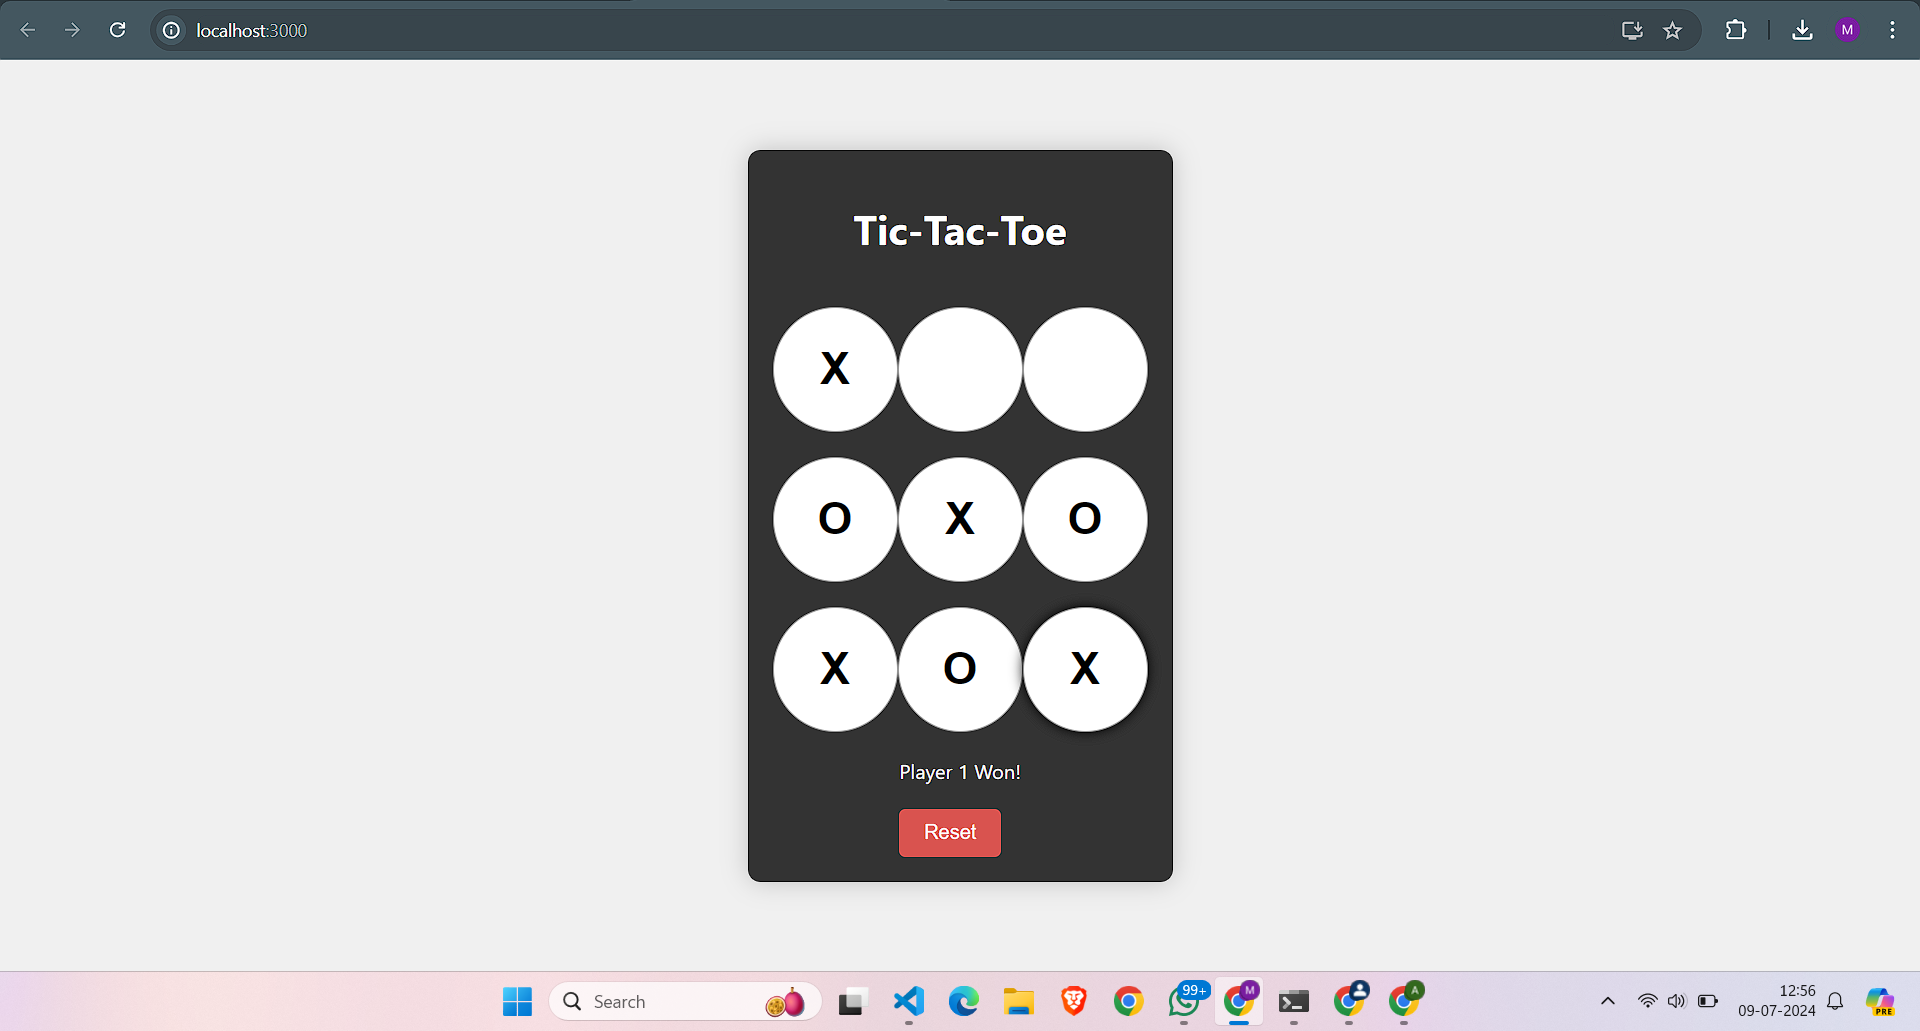 localhost:3000
M
Tic-Tac-Toe
X
O X O
X O X
Player 1 Won!
Reset
Search
99+
M
A
12:56
09-07-2024
PRE